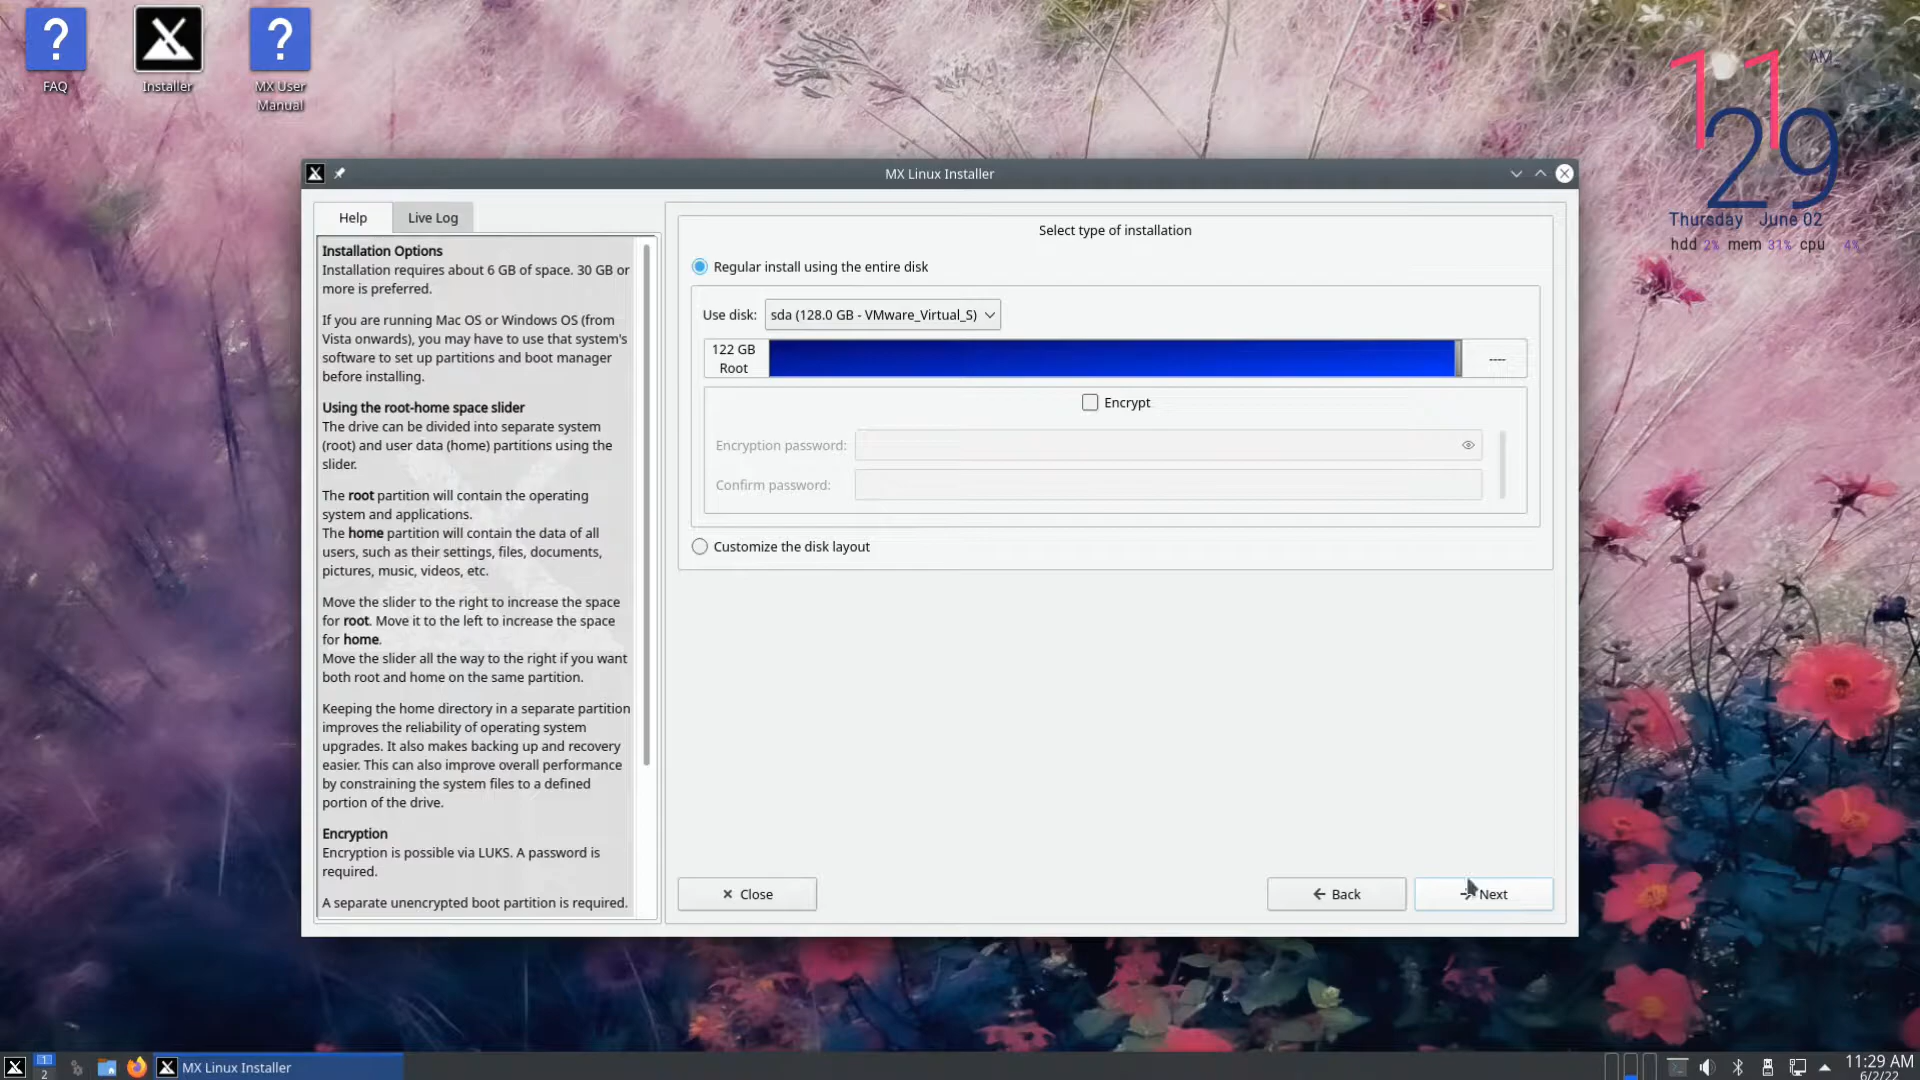 FAQ
Installer
MX User
Manual
11
AM
29
Thursday June 02
hdd 2% mem 31% cpu 4%
MX Linux Installer
Help
Live Log
Installation Options
Installation requires about 6 GB of space. 30 GB or
more is preferred.
If you are running Mac OS or Windows OS (from
Vista onwards), you may have to use that system's
software to set up partitions and boot manager
before installing.
Using the root-home space slider
The drive can be divided into separate system
(root) and user data (home) partitions using the
slider.
The root partition will contain the operating
system and applications.
The home partition will contain the data of all
users, such as their settings, files, documents,
pictures, music, videos, etc.
Move the slider to the right to increase the space
for root. Move it to the left to increase the space
for home.
Move the slider all the way to the right if you want
both root and home on the same partition.
Keeping the home directory in a separate partition
improves the reliability of operating system
upgrades. It also makes backing up and recovery
easier. This can also improve overall performance
by constraining the system files to a defined
portion of the drive.
Encryption
Encryption is possible via LUKS. A password is
required.
A separate unencrypted boot partition is required.
Select type of installation
Regular install using the entire disk
Use disk: sda (128.0 GB - VMware_Virtual_S)
122 GB
Root
----
Encrypt
Encryption password:
Confirm password:
Customize the disk layout
Close
Back
Next
1
2
MX Linux Installer
11:29 AM
6/2/22